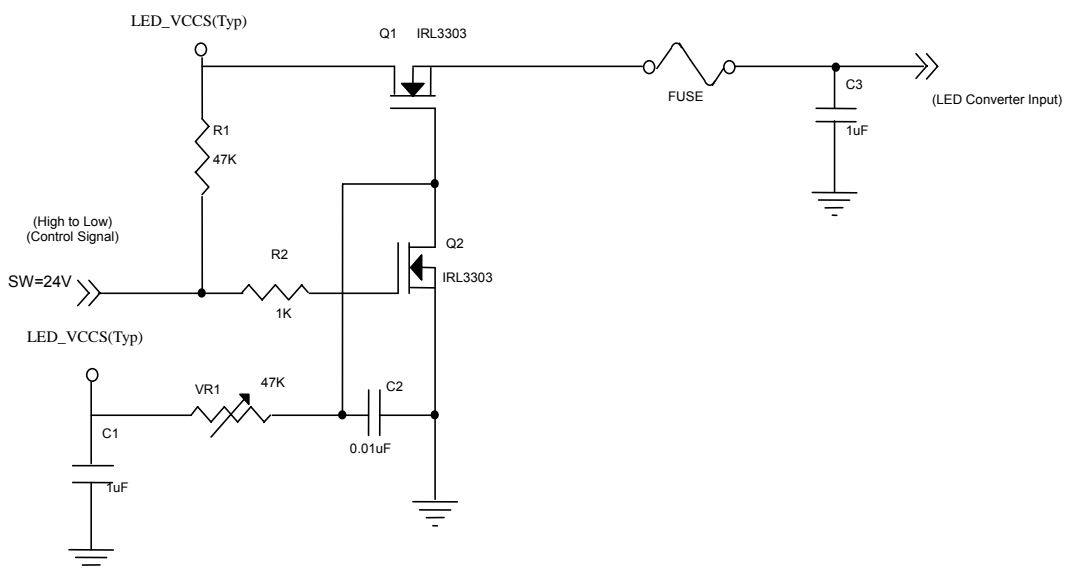 LED_VCCS(Typ)
Q1 IRL3303
FUSE
C3
1uF
(LED Converter Input)
R1
47K
(High to Low)
(Control Signal)
SW=24V
R2
1K
Q2
IRL3303
LED_VCCS(Typ)
VR1
47K
C2
0.01uF
C1
1uF